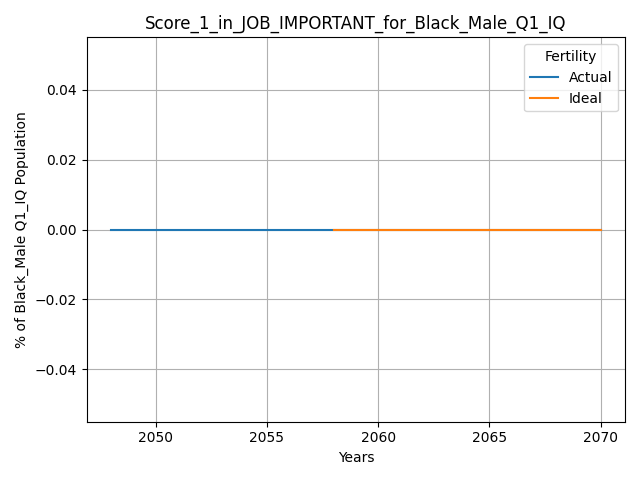 Score_1_in_JOB_IMPORTANT_for_Black_Male_Q1_IQ
Fertility
Actual
Ideal
0.04
0.02
0.00
−0.02
−0.04
% of Black_Male Q1_IQ Population
2050 2055 2060 2065 2070
Years